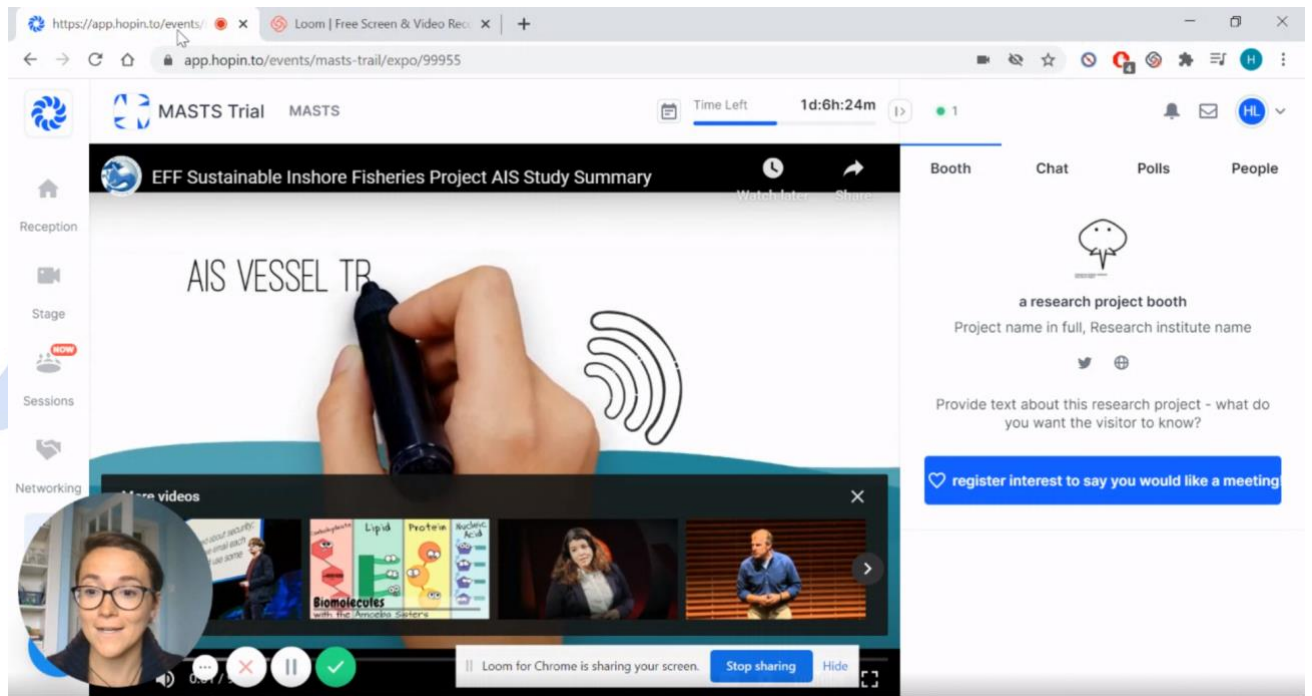 https://app.hopin.to/events/
Loom | Free Screen & Video Rec
app.hopin.to/events/masts-trail/expo/99955
4
H
MASTS Trial
MASTS
Time Left
1d:6h:24m
1
HL
EFF Sustainable Inshore Fisheries Project AIS Study Summary
Watch later
Share
Booth
Chat
Polls
People
Reception
Stage
NOW
Sessions
Networking
AIS VESSEL TR
a research project booth
Project name in full, Research institute name
Provide text about this research project - what do
you want the visitor to know?
register interest to say you would like a meeting!
More videos
Carbohydrate
Lipid
Protein
Nucleic
Acid
Biomolecules
with the Amoeba Sisters
Loom for Chrome is sharing your screen.
Stop sharing
Hide